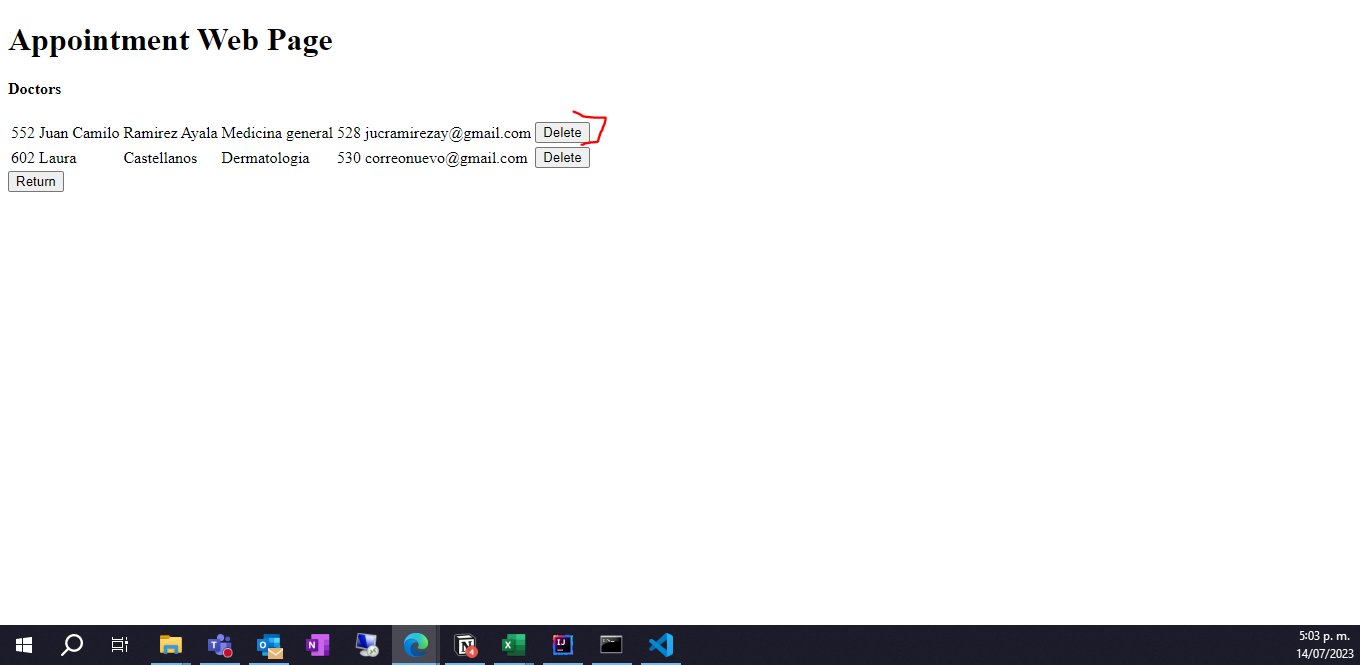 Appointment Web Page
Doctors
552 Juan Camilo Ramirez Ayala Medicina general 528 jucramirezay@gmail.com Delete
602 Laura Castellanos Dermatologia 530 correonuevo@gmail.com Delete
Return
5:03 p. m.
14/07/2023